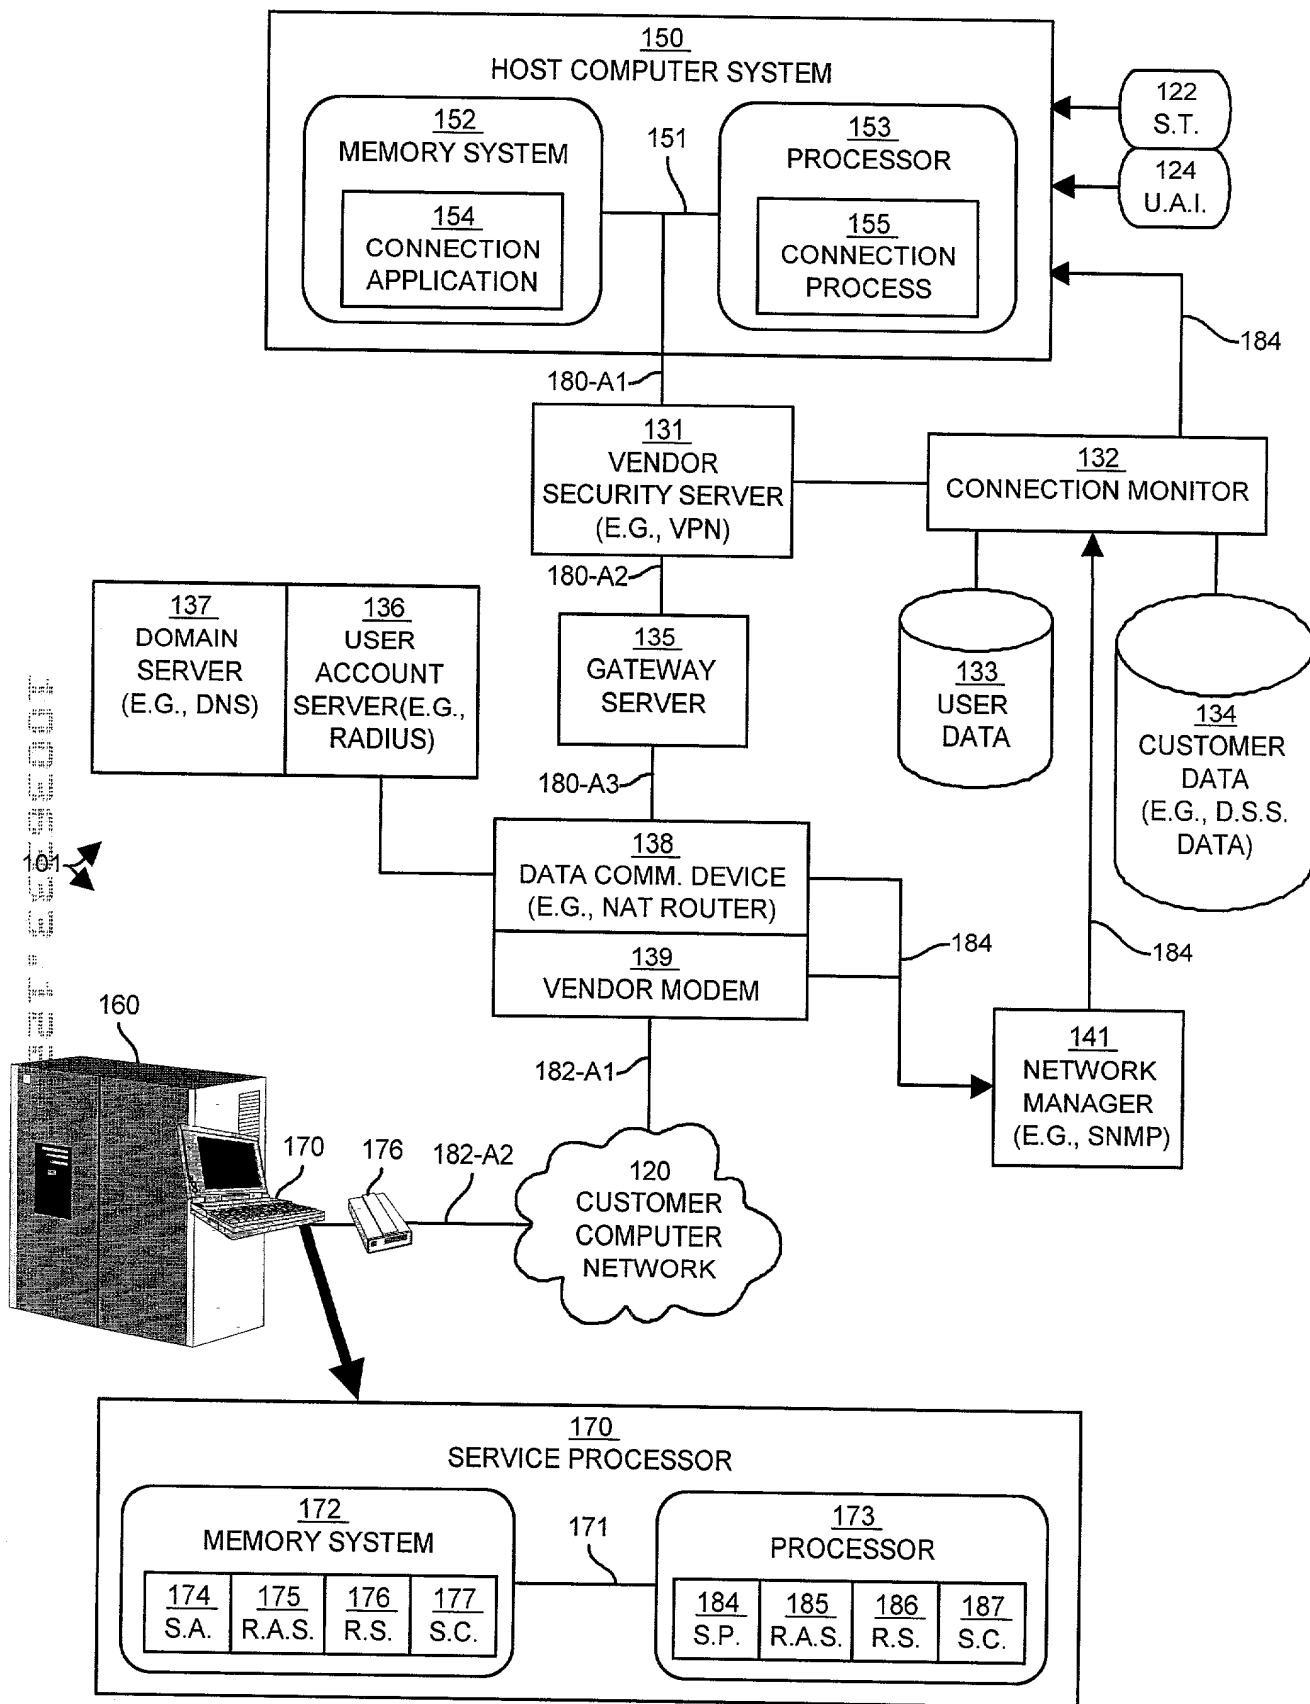 150
HOST COMPUTER SYSTEM
152
MEMORY SYSTEM
154
CONNECTION
APPLICATION
151
153
PROCESSOR
155
CONNECTION
PROCESS
122
S.T.
124
U.A.I.
184
180-A1
131
VENDOR
SECURITY SERVER
(E.G., VPN)
132
CONNECTION MONITOR
180-A2
137
DOMAIN
SERVER
(E.G., DNS)
136
USER
ACCOUNT
SERVER(E.G.,
RADIUS)
135
GATEWAY
SERVER
133
USER
DATA
134
CUSTOMER
DATA
(E.G., D.S.S.
DATA)
180-A3
101
138
DATA COMM. DEVICE
(E.G., NAT ROUTER)
139
VENDOR MODEM
184
184
141
NETWORK
MANAGER
(E.G., SNMP)
182-A1
160
170
176
182-A2
120
CUSTOMER
COMPUTER
NETWORK
170
SERVICE PROCESSOR
172
MEMORY SYSTEM
174
S.A.
175
R.A.S.
176
R.S.
177
S.C.
171
173
PROCESSOR
184
S.P.
185
R.A.S.
186
R.S.
187
S.C.